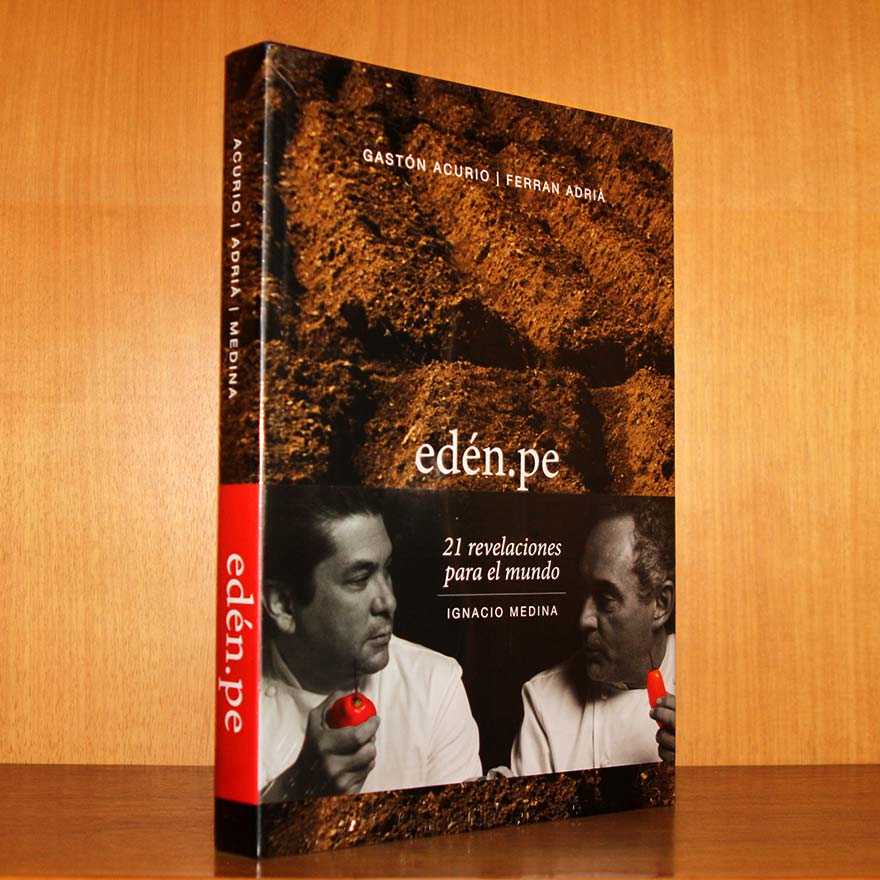 ACURIO | ADRIÀ | MEDINA
edén.pe
GASTÓN ACURIO | FERRAN ADRIÀ
edén.pe
21 revelaciones
para el mundo
IGNACIO MEDINA